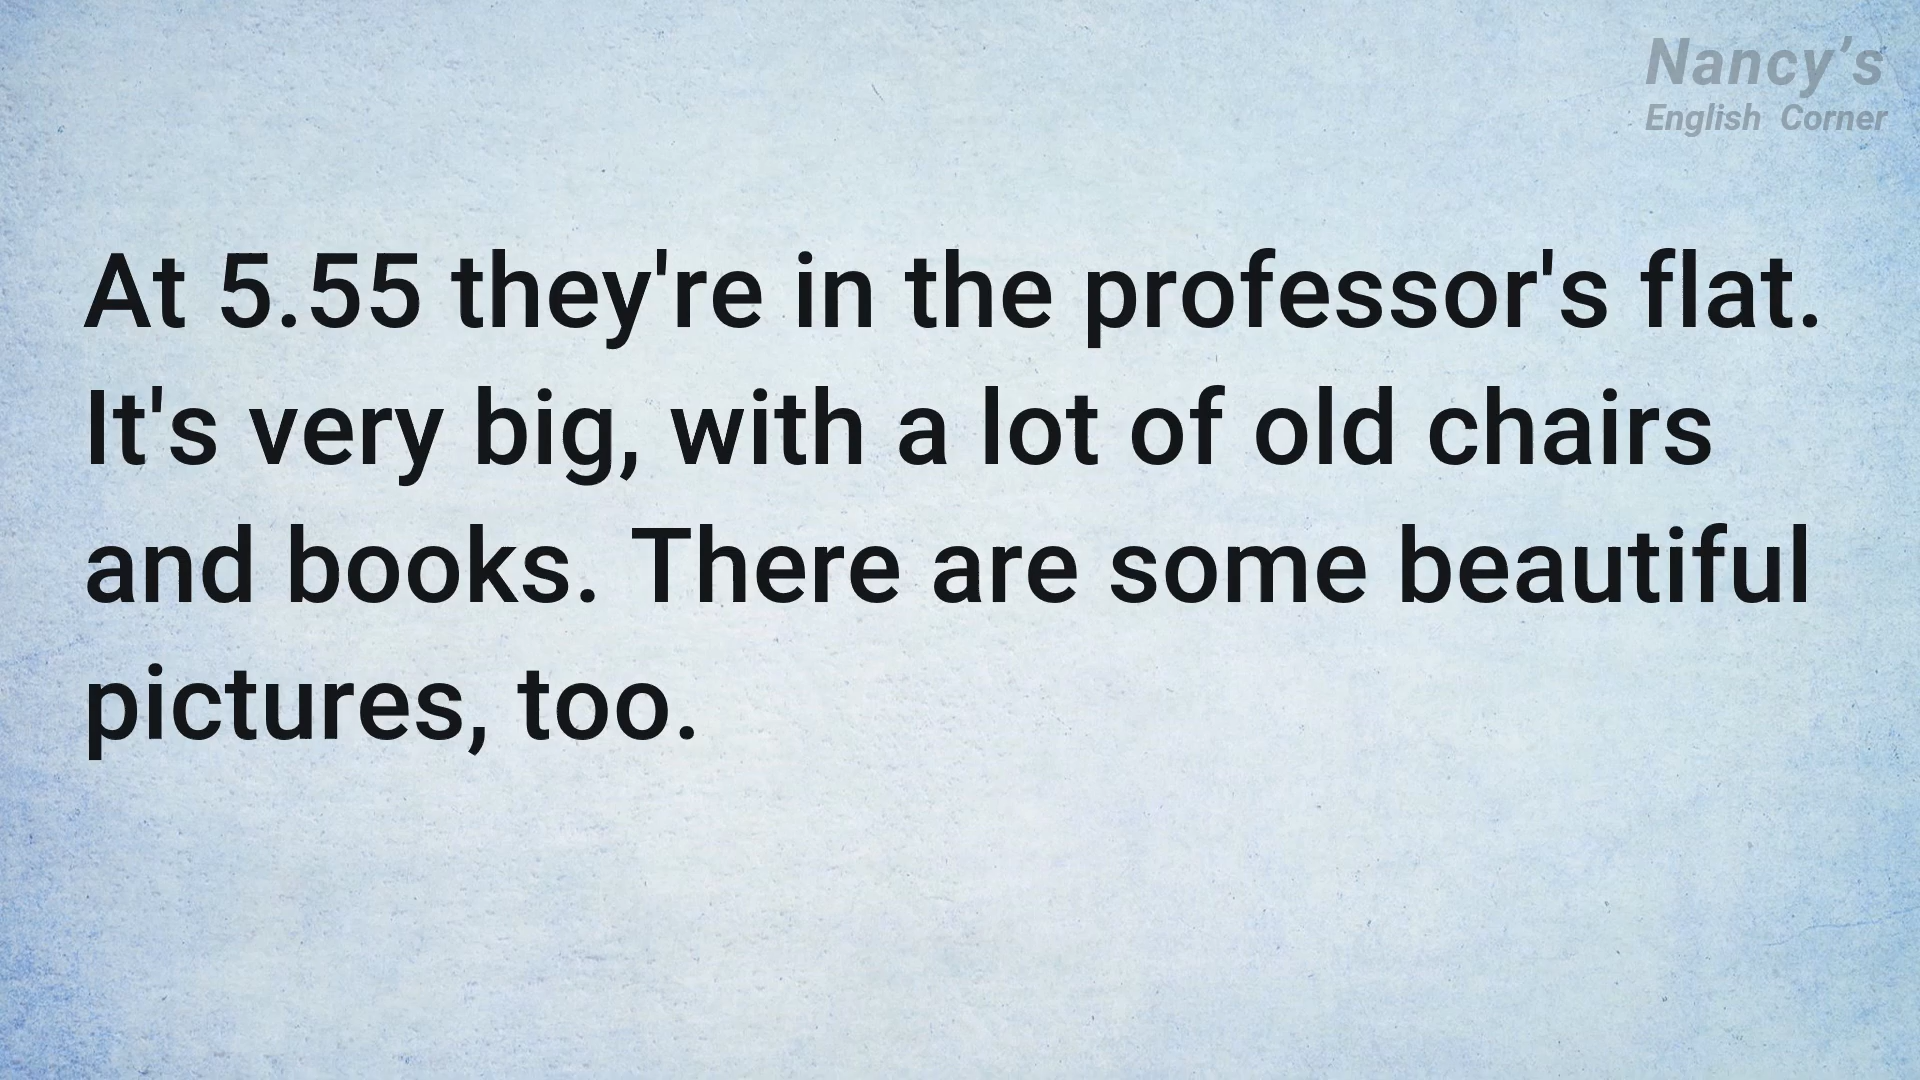 Nancy’s
English Corner
At 5.55 they're in the professor's flat.
It's very big, with a lot of old chairs
and books. There are some beautiful
pictures, too.